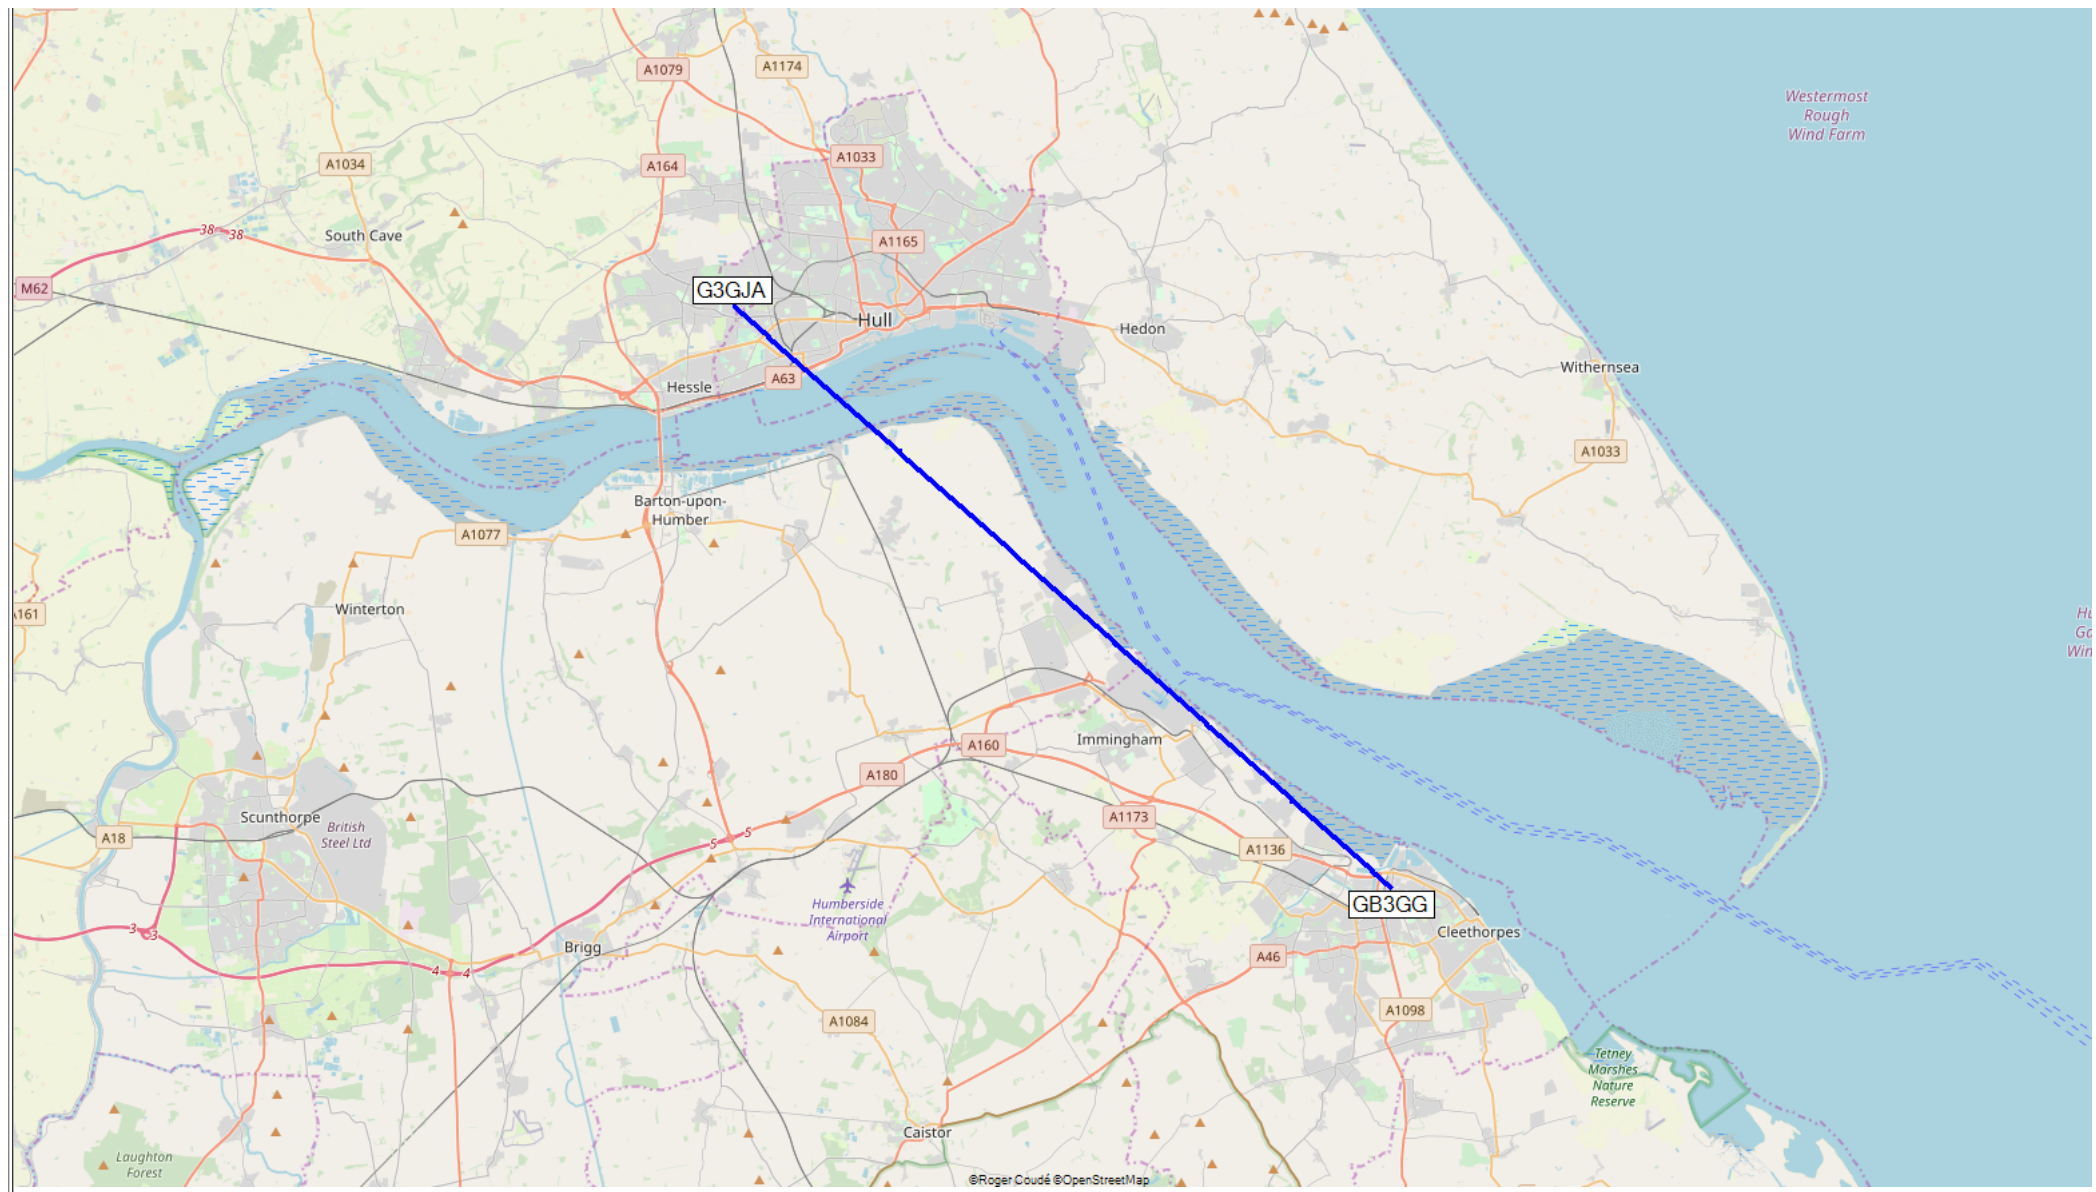 A1079
A1174
Westermost
Rough
Wind Farm
A1034
A164
A1033
38
38
South Cave
A1165
M62
G3GJA
Hull
Hedon
Withernsea
Hessle
A63
A1033
Barton-upon-
Humber
A1077
Winterton
A161
Immingham
A160
A180
Scunthorpe
British
Steel Ltd
A18
A1173
5
5
A1136
Humberside
International
Airport
GB3GG
Cleethorpes
3
3
Brigg
A46
4
4
A1084
A1098
Tetney
Marshes
Nature
Reserve
Caistor
Laughton
Forest
©Roger Coudé ©OpenStreetMap